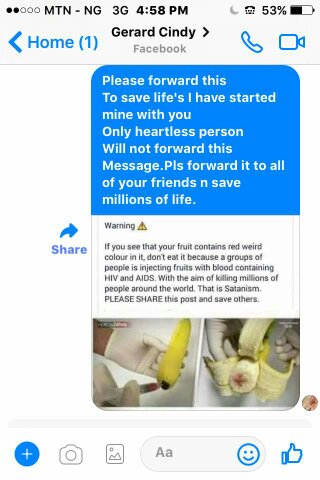 MTN - NG 3G 4:58 PM 53%
Home (1)
Gerard Cindy
Facebook
Please forward this
To save life's I have started
mine with you
Only heartless person
Will not forward this
Message.Pls forward it to all
of your friends n save
millions of life.
Share
Warning
If you see that your fruit contains red weird
colour in it, don't eat it because a groups of
people is injecting fruits with blood containing
HIV and AIDS. With the aim of killing millions of
people around the world. That is Satanism.
PLEASE SHARE this post and save others.
Aa